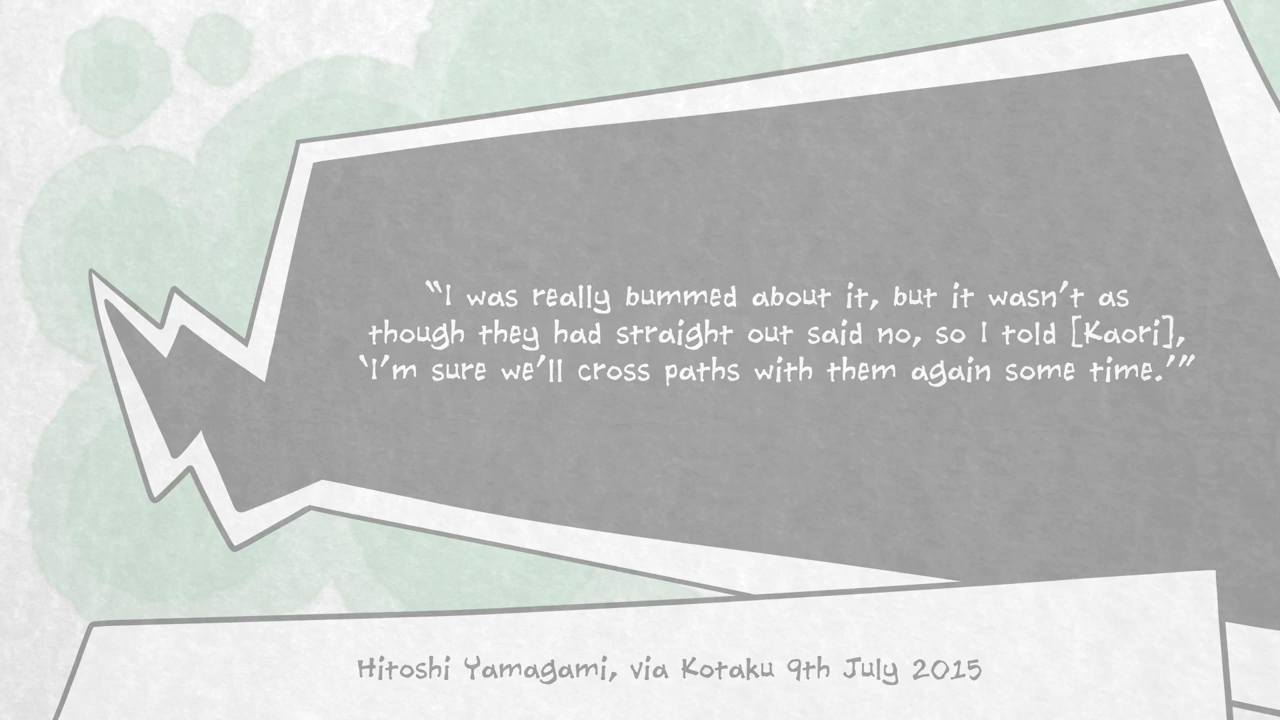 “I was really bummed about it, but it wasn’t as
though they had straight out said no, so I told [Kaori],
‘I’m sure we’ll cross paths with them again some time.’”
Hitoshi Yamagami, via Kotaku 9th July 2015